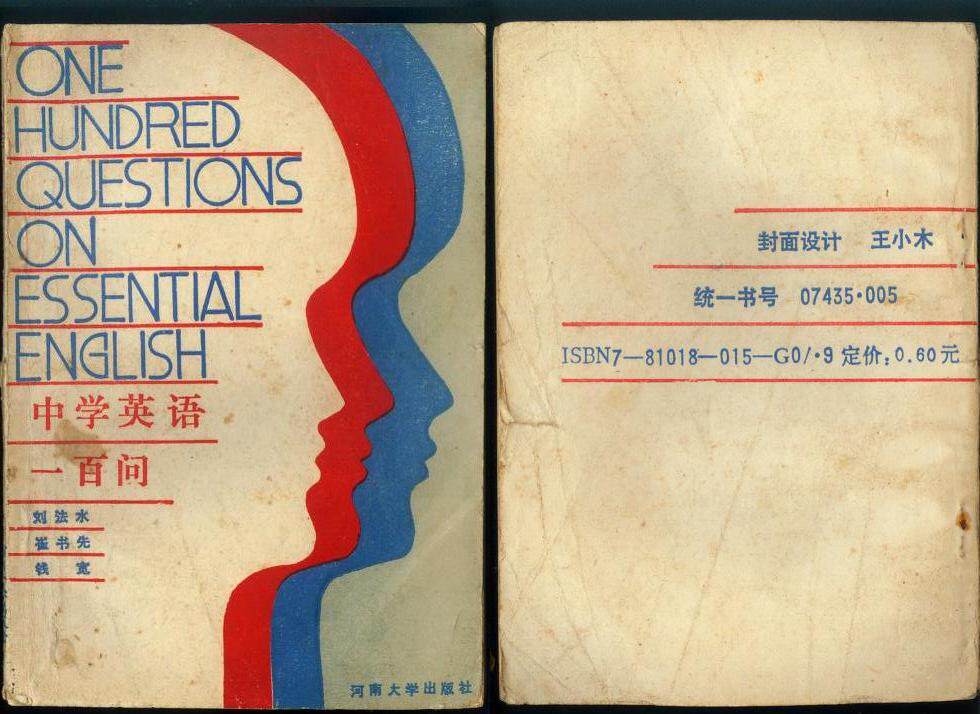 ONE
HUNDRED
QUESTIONS
ON
ESSENTIAL
ENGLISH
中学英语
一百问
刘法水
崔书先
钱 宽
河南大学出版社
封面设计 王小木
统一书号 07435·005
ISBN7—81018—015—G0/·9 定价：0.60元